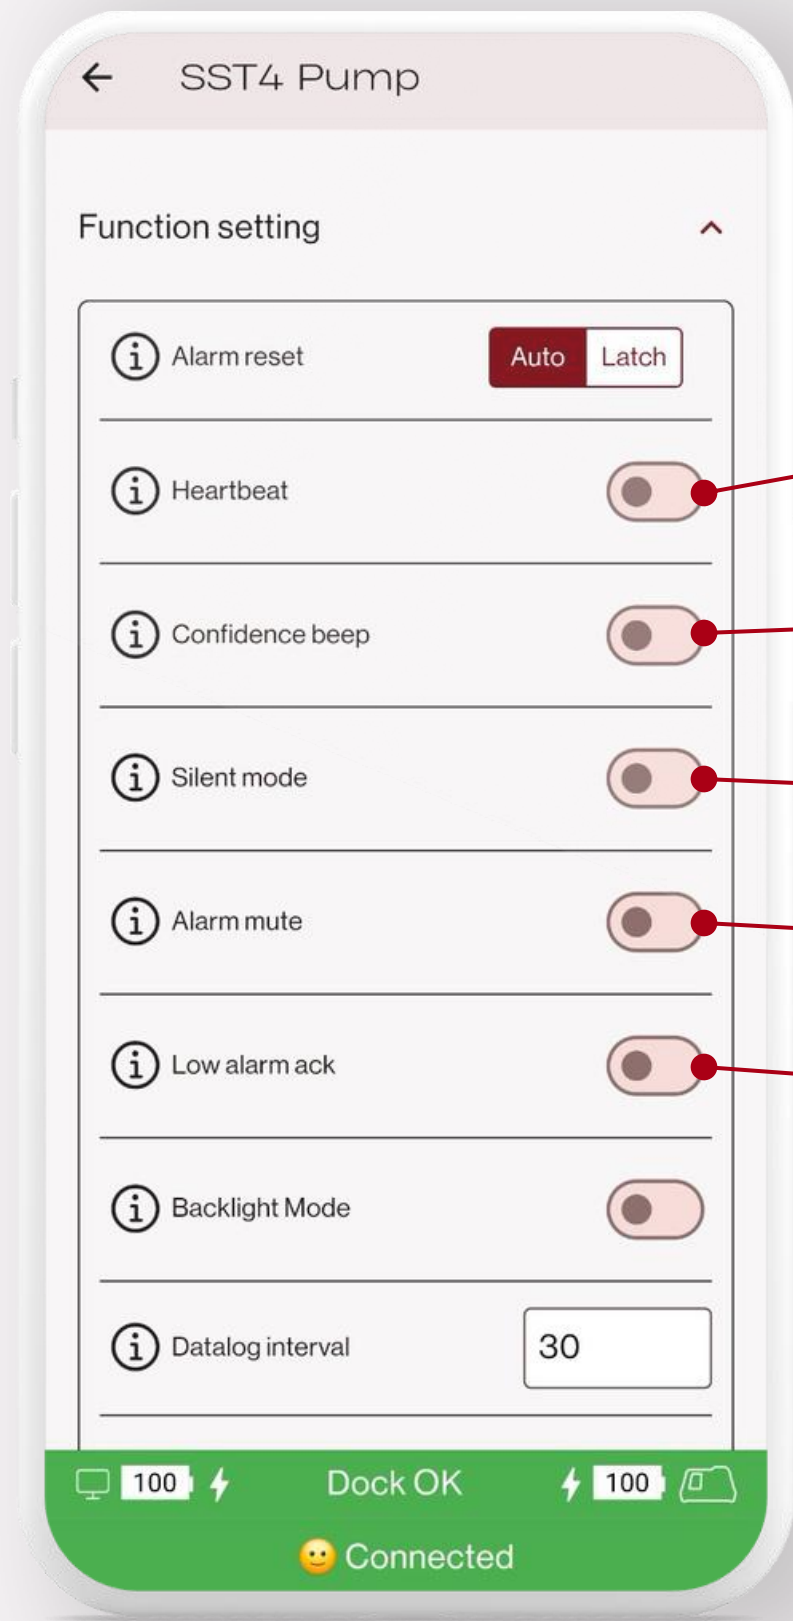 SST4 Pump
Function setting
Alarm reset
Auto Latch
Heartbeat
Confidence beep
Silent mode
Alarm mute
Low alarm ack
Backlight Mode
Datalog interval
30
100 Dock OK 100
Connected